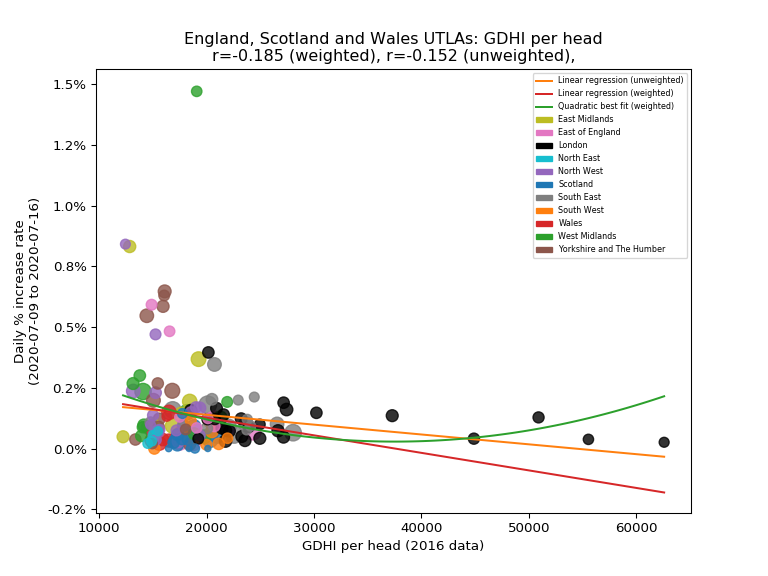 England, Scotland and Wales UTLAs: GDHI per head
r=-0.185 (weighted), r=-0.152 (unweighted),
Daily % increase rate
(2020-07-09 to 2020-07-16)
1.5%
1.2%
1.0%
0.8%
0.5%
0.2%
0.0%
-0.2%
Linear regression (unweighted)
Linear regression (weighted)
Quadratic best fit (weighted)
East Midlands
East of England
London
North East
North West
Scotland
South East
South West
Wales
West Midlands
Yorkshire and The Humber
10000 20000 30000 40000 50000 60000
GDHI per head (2016 data)